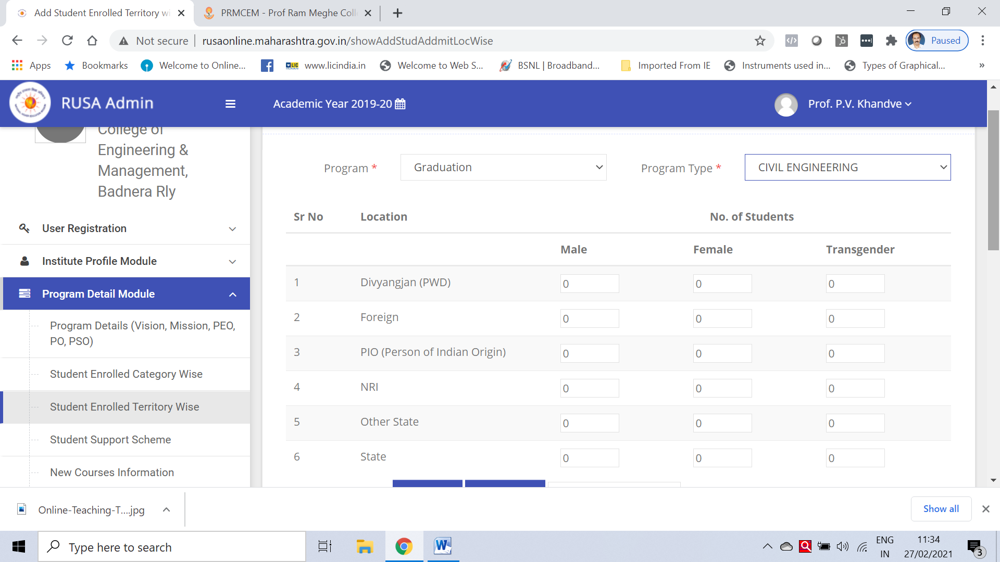 Add Student Enrolled Territory wi
PRMCEM - Prof Ram Meghe Coll
Not secure
rusaonline.maharashtra.gov.in/showAddStudAddmitLocWise
Paused
Apps
Bookmarks
Welcome to Online...
www.licindia.in
Welcome to Web S...
BSNL | Broadband...
Imported From IE
Instruments used in...
Types of Graphical...
»
RUSA Admin
Academic Year 2019-20
Prof. P.V. Khandve
College of
Engineering &
Management,
Badnera Rly
User Registration
Institute Profile Module
Program Detail Module
Program Details (Vision, Mission, PEO,
PO, PSO)
Student Enrolled Category Wise
Student Enrolled Territory Wise
Student Support Scheme
New Courses Information
Program *
Graduation
Program Type *
CIVIL ENGINEERING
Sr No Location No. of Students
Male Female Transgender
1 Divyangjan (PWD) 0 0 0
2 Foreign 0 0 0
3 PIO (Person of Indian Origin) 0 0 0
4 NRI 0 0 0
5 Other State 0 0 0
6 State 0 0 0
Online-Teaching-T....jpg
Show all
Type here to search
ENG
IN
11:34
27/02/2021
3